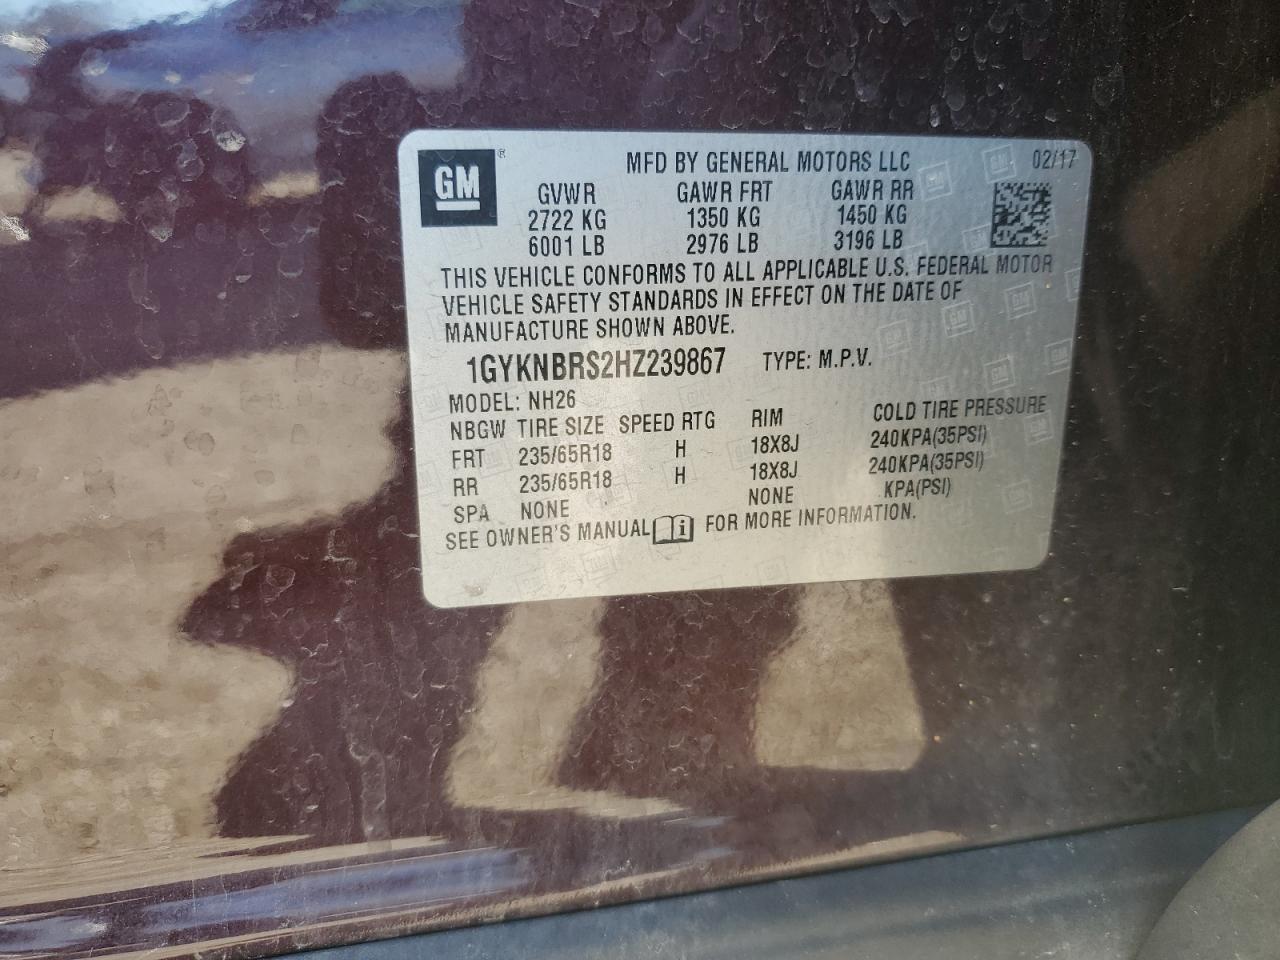 GM ® MFD BY GENERAL MOTORS LLC 02/17
GVWR GAWR FRT GAWR RR
2722 KG 1350 KG 1450 KG
6001 LB 2976 LB 3196 LB
THIS VEHICLE CONFORMS TO ALL APPLICABLE U.S. FEDERAL MOTOR
VEHICLE SAFETY STANDARDS IN EFFECT ON THE DATE OF
MANUFACTURE SHOWN ABOVE.
1GYKNBRS2HZ239867 TYPE: M.P.V.
MODEL: NH26
NBGW TIRE SIZE SPEED RTG RIM COLD TIRE PRESSURE
FRT 235/65R18 H 18X8J 240KPA(35PSI)
RR 235/65R18 H 18X8J 240KPA(35PSI)
SPA NONE NONE KPA(PSI)
SEE OWNER'S MANUAL i FOR MORE INFORMATION.